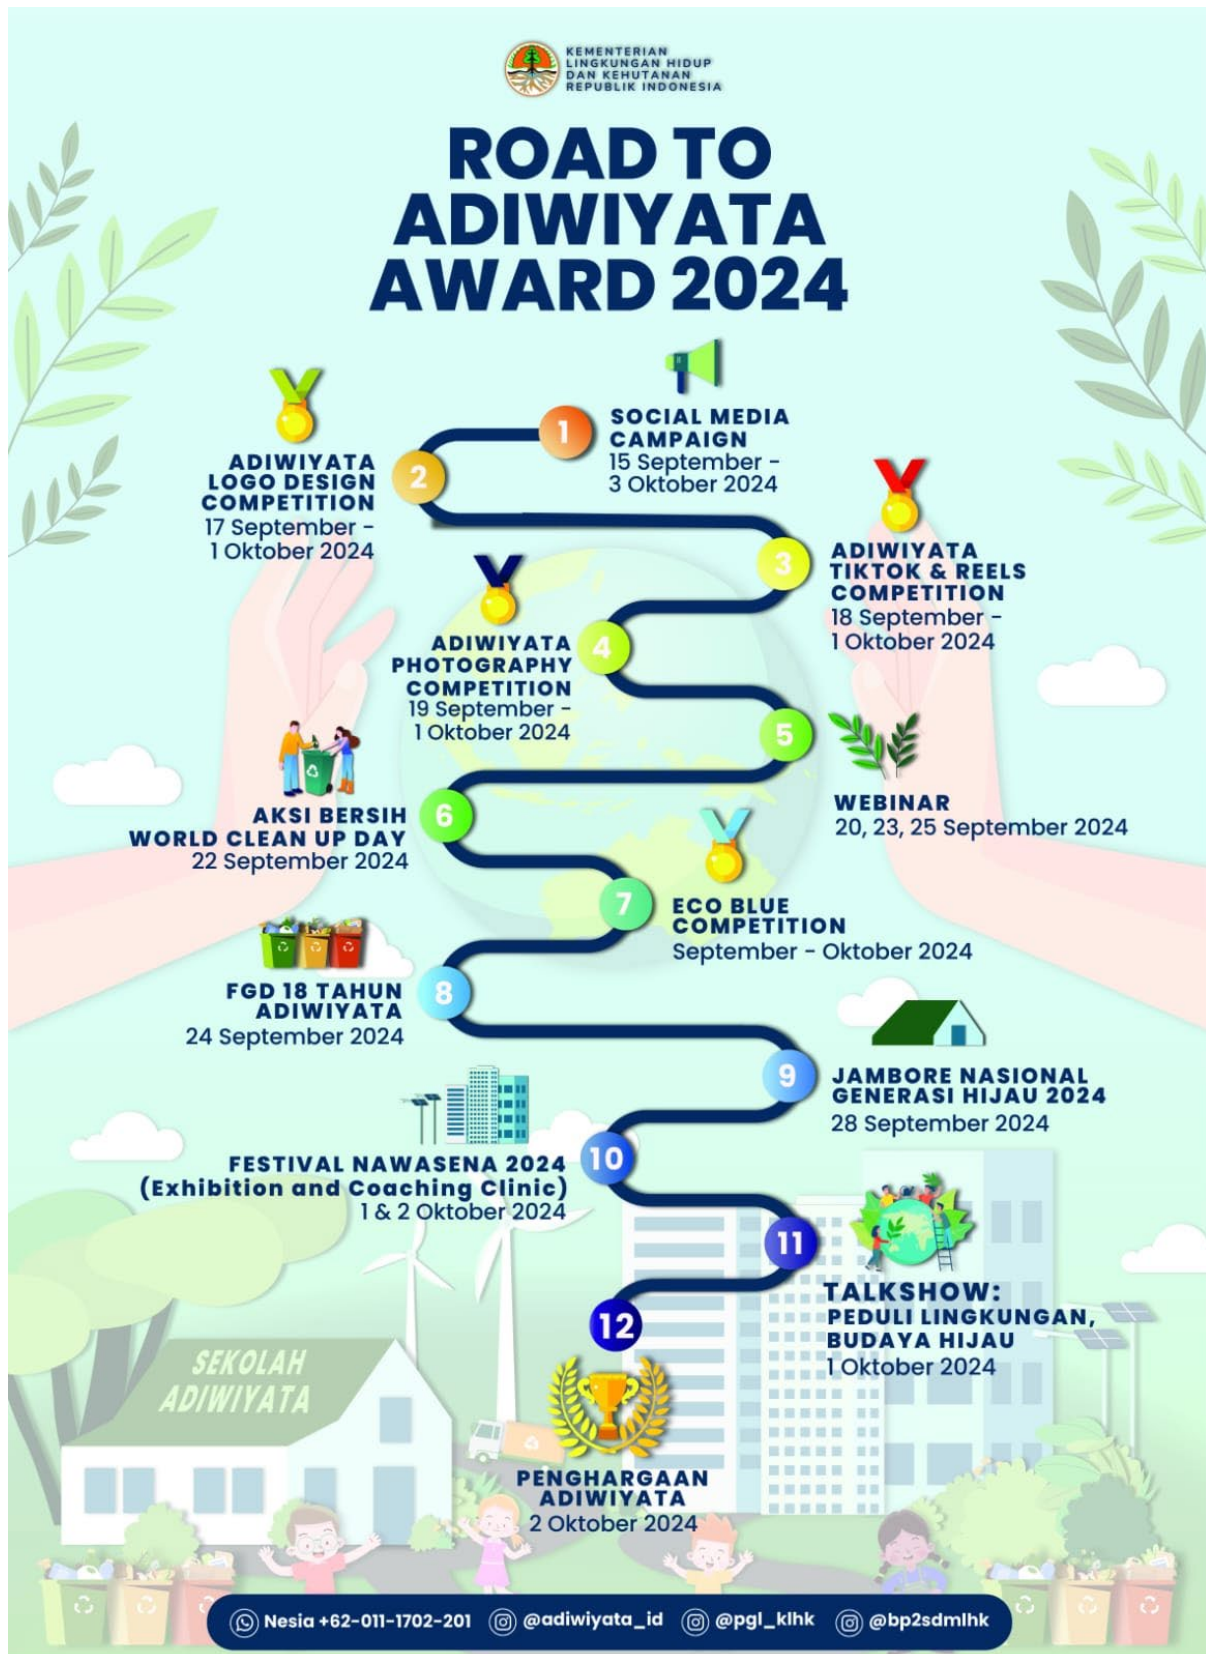 KEMENTERIAN
LINGKUNGAN HIDUP
DAN KEHUTANAN
REPUBLIK INDONESIA
ROAD TO
ADIWIYATA
AWARD 2024
1
SOCIAL MEDIA
CAMPAIGN
15 September -
3 Oktober 2024
2
ADIWIYATA
LOGO DESIGN
COMPETITION
17 September -
1 Oktober 2024
3
ADIWIYATA
TIKTOK & REELS
COMPETITION
18 September -
1 Oktober 2024
4
ADIWIYATA
PHOTOGRAPHY
COMPETITION
19 September -
1 Oktober 2024
5
WEBINAR
20, 23, 25 September 2024
6
AKSI BERSIH
WORLD CLEAN UP DAY
22 September 2024
7
ECO BLUE
COMPETITION
September - Oktober 2024
8
FGD 18 TAHUN
ADIWIYATA
24 September 2024
9
JAMBORE NASIONAL
GENERASI HIJAU 2024
28 September 2024
10
FESTIVAL NAWASENA 2024
(Exhibition and Coaching Clinic)
1 & 2 Oktober 2024
11
TALKSHOW:
PEDULI LINGKUNGAN,
BUDAYA HIJAU
1 Oktober 2024
12
PENGHARGAAN
ADIWIYATA
2 Oktober 2024
SEKOLAH
ADIWIYATA
Nesia +62-011-1702-201 @adiwiyata_id @pgl_klhk @bp2sdmlhk